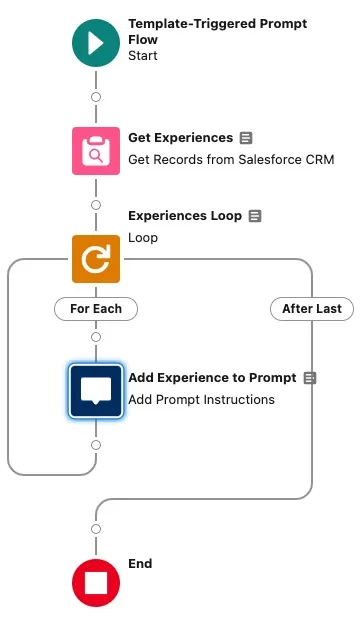 Template-Triggered Prompt
Flow
Start
Get Experiences
Get Records from Salesforce CRM
Experiences Loop
Loop
For Each
After Last
Add Experience to Prompt
Add Prompt Instructions
End